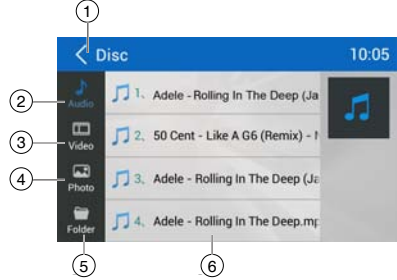 1
Disc
10:05
2
Audio
1、 Adele - Rolling In The Deep (Ja
3
Video
2、 50 Cent - Like A G6 (Remix) - N
4
Photo
3、 Adele - Rolling In The Deep (Ja
Folder
4、 Adele - Rolling In The Deep.mp
5
6